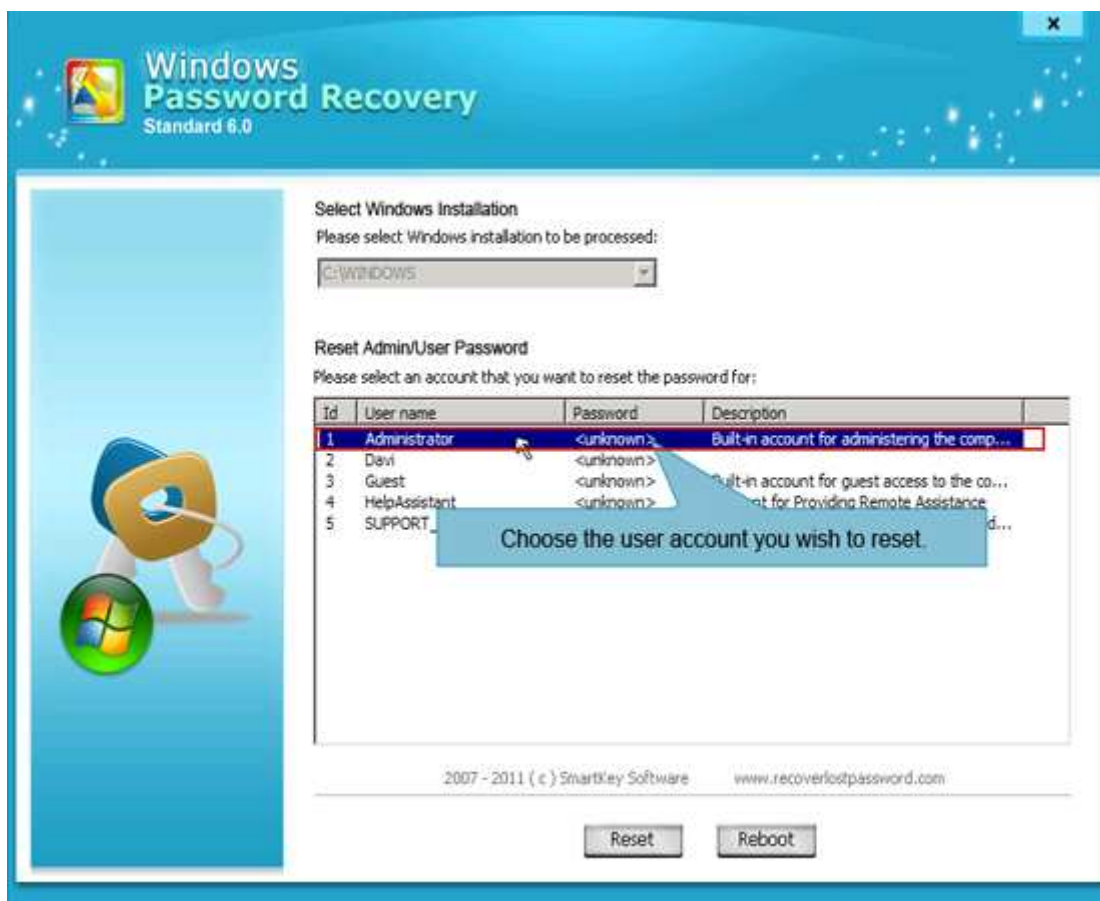 x
Windows
Password Recovery
Standard 6.0
Select Windows Installation
Please select Windows installation to be processed:
C:\WINDOWS
Reset Admin/User Password
Please select an account that you want to reset the password for:
Id User name Password Description
1 Administrator <unknown> Built-in account for administering the comp...
2 Davi <unknown>
3 Guest <unknown> Built-in account for guest access to the co...
4 HelpAssistant <unknown> for Providing Remote Assistance
5 SUPPORT_ d...
Choose the user account you wish to reset.
2007 - 2011 ( c ) SmartKey Software www.recoverlostpassword.com
Reset Reboot